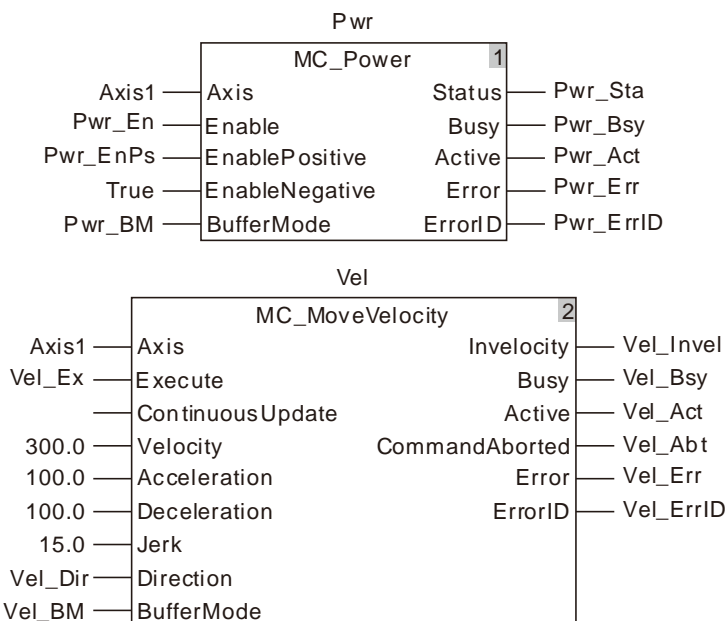 Pwr
MC_Power 1
Axis1 Axis Status Pwr_Sta
Pwr_En Enable Busy Pwr_Bsy
Pwr_EnPs EnablePositive Active Pwr_Act
True EnableNegative Error Pwr_Err
Pwr_BM BufferMode ErrorID Pwr_ErrID
Vel
MC_MoveVelocity 2
Axis1 Axis Invelocity Vel_Invel
Vel_Ex Execute Busy Vel_Bsy
ContinuousUpdate Active Vel_Act
300.0 Velocity CommandAborted Vel_Abt
100.0 Acceleration Error Vel_Err
100.0 Deceleration ErrorID Vel_ErrID
15.0 Jerk
Vel_Dir Direction
Vel_BM BufferMode